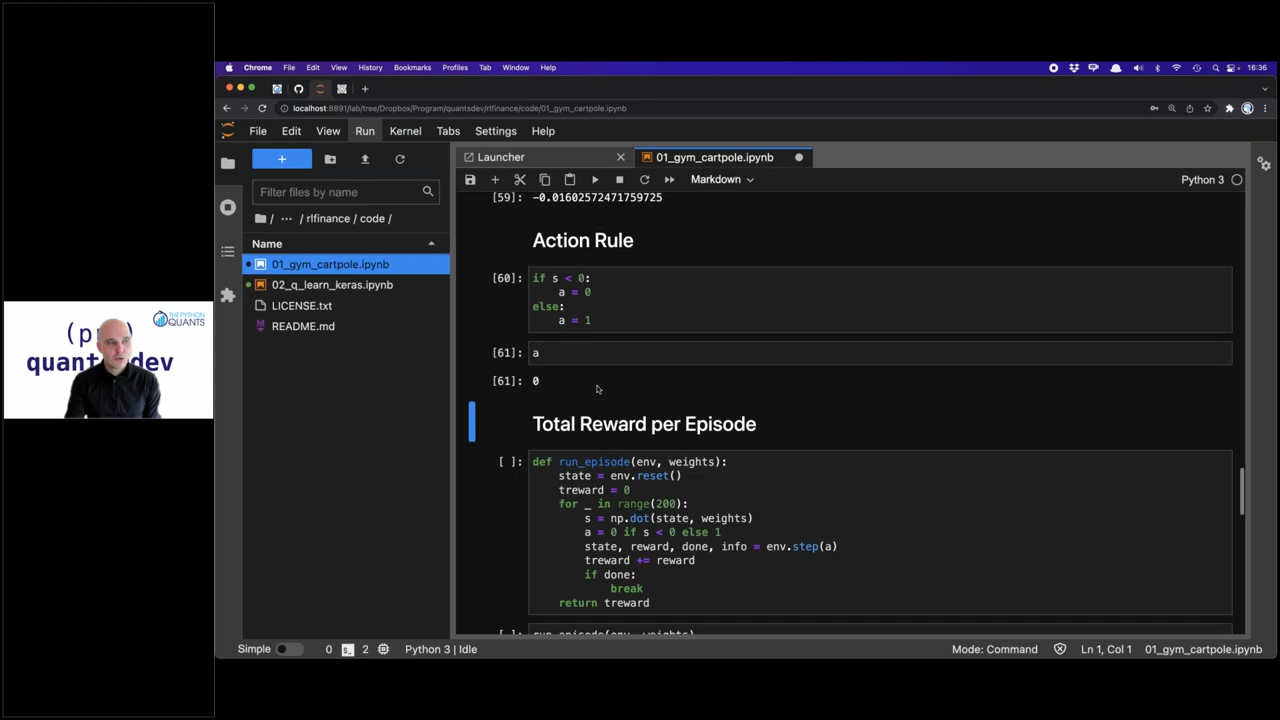 Chrome File Edit View History Bookmarks Profiles Tab Window Help 16:36
localhost:8891/lab/tree/Dropbox/Program/quantsdev/rlfinance/code/01_gym_cartpole.ipynb
File Edit View Run Kernel Tabs Settings Help
+
Filter files by name
/ ... / rlfinance / code /
Name
01_gym_cartpole.ipynb
02_q_learn_keras.ipynb
LICENSE.txt
README.md
Launcher
01_gym_cartpole.ipynb
Markdown
Python 3
[59]: -0.01602572471759725
Action Rule
[60]: if s < 0:
a = 0
else:
a = 1
[61]: a
[61]: 0
Total Reward per Episode
[ ]: def run_episode(env, weights):
state = env.reset()
treward = 0
for _ in range(200):
s = np.dot(state, weights)
a = 0 if s < 0 else 1
state, reward, done, info = env.step(a)
treward += reward
if done:
break
return treward
[ ]: run_episode(env, weights)
Simple 0 2 Python 3 | Idle Mode: Command Ln 1, Col 1 01_gym_cartpole.ipynb
THE PYTHON
QUANTS